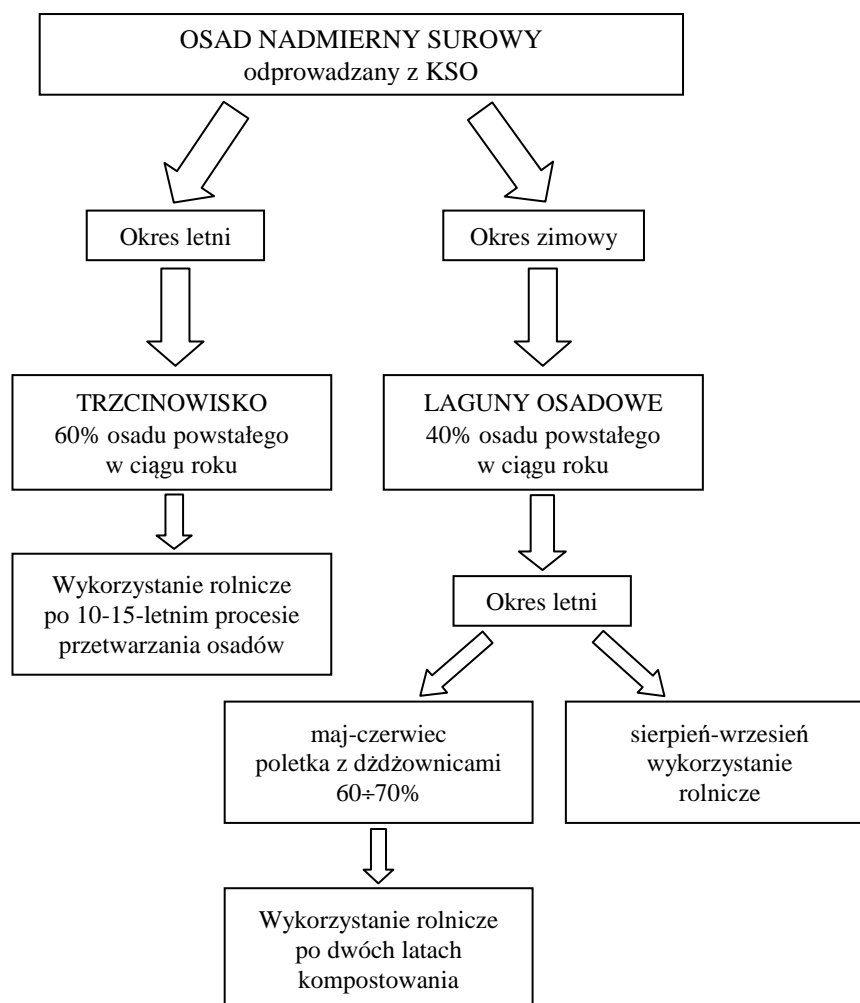 OSAD NADMIERNY SUROWY
odprowadzany z KSO
Okres letni
Okres zimowy
TRZCINOWISKO
60% osadu powstałego
w ciągu roku
LAGUNY OSADOWE
40% osadu powstałego
w ciągu roku
Wykorzystanie rolnicze
po 10-15-letnim procesie
przetwarzania osadów
Okres letni
maj-czerwiec
poletka z dżdżownicami
60÷70%
sierpień-wrzesień
wykorzystanie
rolnicze
Wykorzystanie rolnicze
po dwóch latach
kompostowania